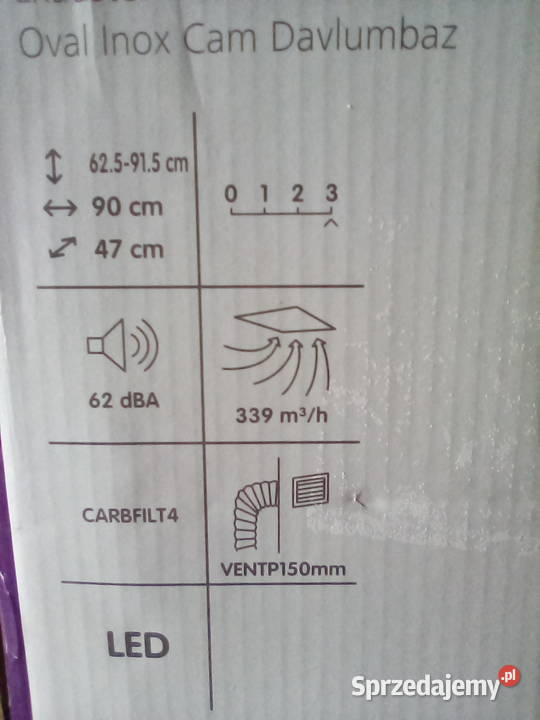 Oval Inox Cam Davlumbaz
62.5-91.5 cm
90 cm
47 cm
0 1 2 3
62 dBA
339 m³/h
CARBFILT4
VENTP150mm
LED
Sprzedajemy.pl